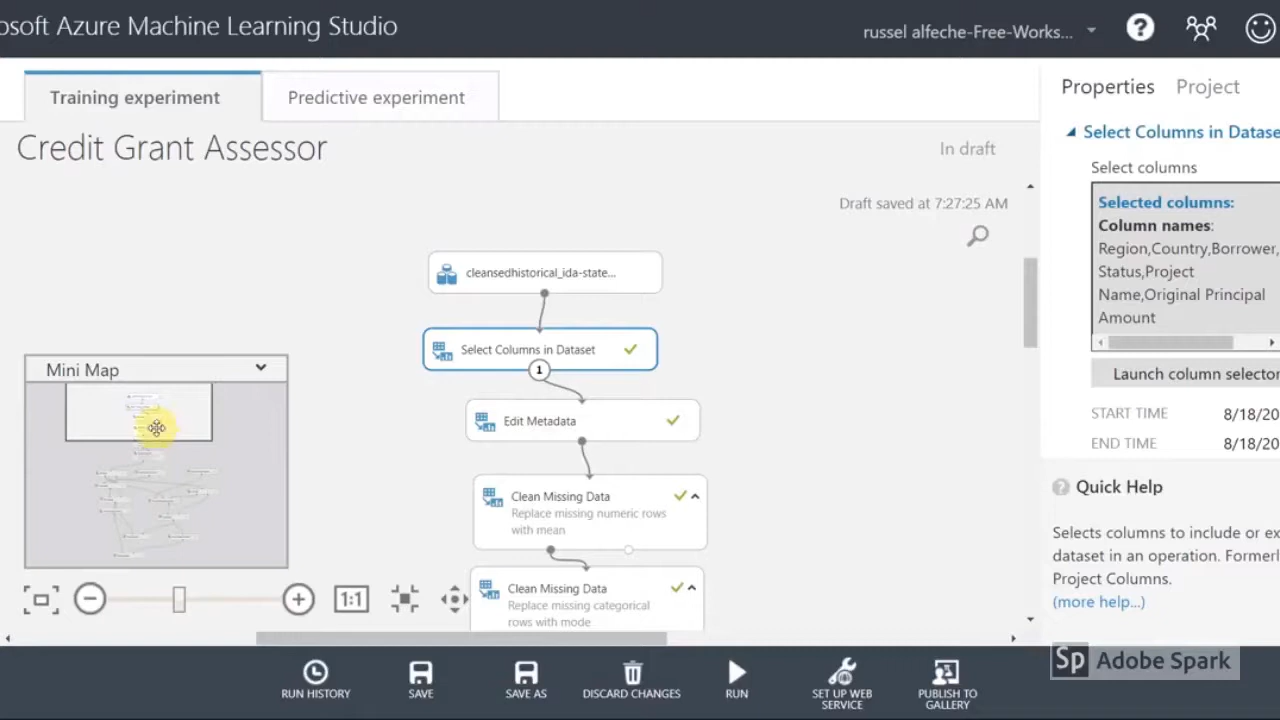 osoft Azure Machine Learning Studio
russel alfeche-Free-Works...
Training experiment
Predictive experiment
Properties
Project
Credit Grant Assessor
In draft
Draft saved at 7:27:25 AM
Select Columns in Datase
Select columns
Selected columns:
Column names:
Region,Country,Borrower,
Status,Project
Name,Original Principal
Amount
Launch column selector
START TIME
8/18/20
END TIME
8/18/20
cleansedhistorical_ida-state...
Select Columns in Dataset
1
Edit Metadata
Clean Missing Data
Replace missing numeric rows
with mean
Clean Missing Data
Replace missing categorical
rows with mode
Mini Map
1:1
Quick Help
Selects columns to include or ex
dataset in an operation. Formerl
Project Columns.
(more help...)
RUN HISTORY
SAVE
SAVE AS
DISCARD CHANGES
RUN
SET UP WEB
SERVICE
PUBLISH TO
GALLERY
Sp Adobe Spark